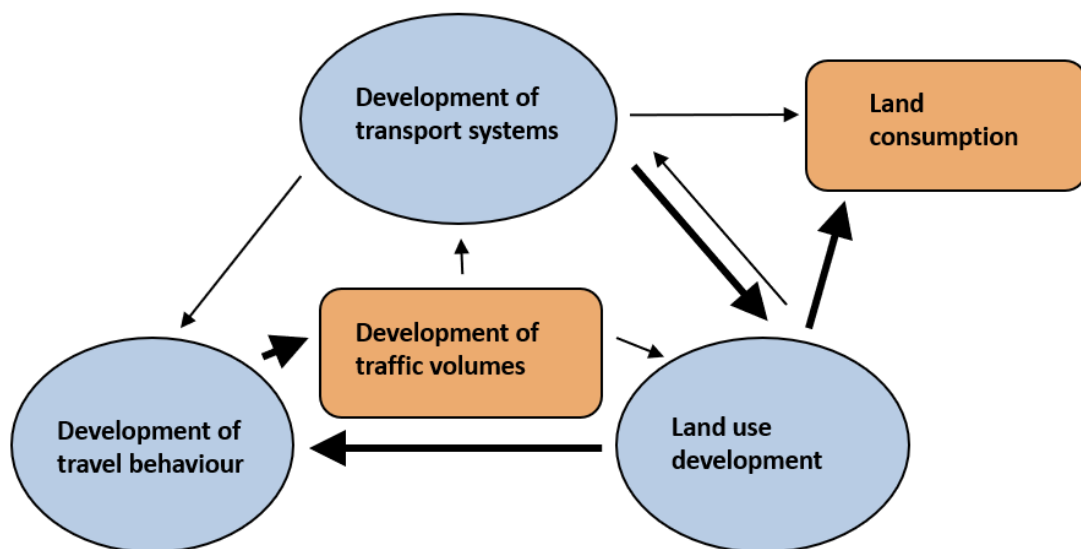 Development of
transport systems
Land
consumption
Development of
traffic volumes
Development of
travel behaviour
Land use
development